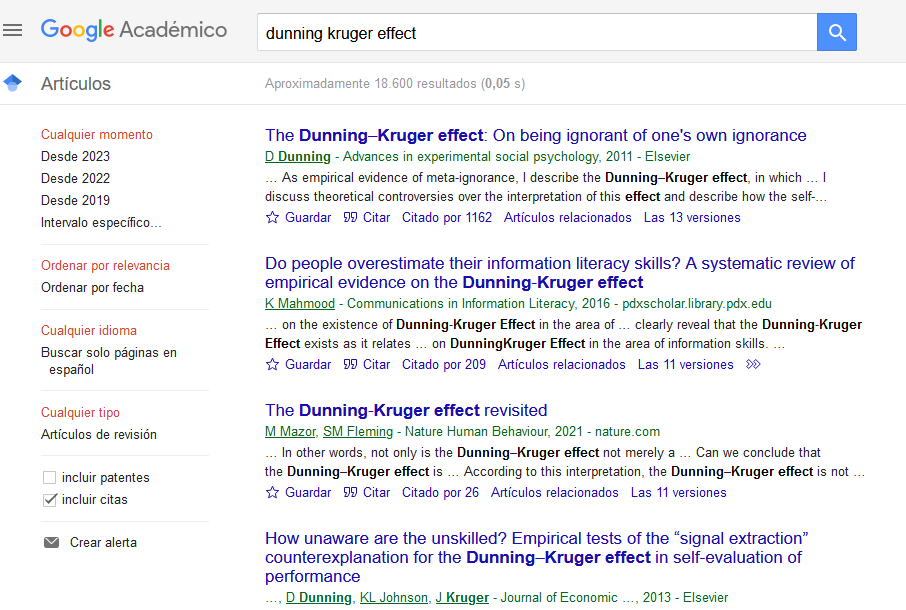 Google Académico
dunning kruger effect
Artículos
Aproximadamente 18.600 resultados (0,05 s)
Cualquier momento
Desde 2023
Desde 2022
Desde 2019
Intervalo específico...
Ordenar por relevancia
Ordenar por fecha
Cualquier idioma
Buscar solo páginas en
español
Cualquier tipo
Artículos de revisión
incluir patentes
incluir citas
Crear alerta
The Dunning–Kruger effect: On being ignorant of one's own ignorance
D Dunning - Advances in experimental social psychology, 2011 - Elsevier
… As empirical evidence of meta-ignorance, I describe the Dunning–Kruger effect, in which … I
discuss theoretical controversies over the interpretation of this effect and describe how the self-…
Guardar Citar Citado por 1162 Artículos relacionados Las 13 versiones
Do people overestimate their information literacy skills? A systematic review of
empirical evidence on the Dunning-Kruger effect
K Mahmood - Communications in Information Literacy, 2016 - pdxscholar.library.pdx.edu
… on the existence of Dunning-Kruger Effect in the area of … clearly reveal that the Dunning-Kruger
Effect exists as it relates … on DunningKruger Effect in the area of information skills. …
Guardar Citar Citado por 209 Artículos relacionados Las 11 versiones
The Dunning-Kruger effect revisited
M Mazor, SM Fleming - Nature Human Behaviour, 2021 - nature.com
… In other words, not only is the Dunning–Kruger effect not merely a … Can we conclude that
the Dunning–Kruger effect is … According to this interpretation, the Dunning–Kruger effect is not …
Guardar Citar Citado por 26 Artículos relacionados Las 11 versiones
How unaware are the unskilled? Empirical tests of the “signal extraction”
counterexplanation for the Dunning–Kruger effect in self-evaluation of
performance
…, D Dunning, KL Johnson, J Kruger - Journal of Economic …, 2013 - Elsevier